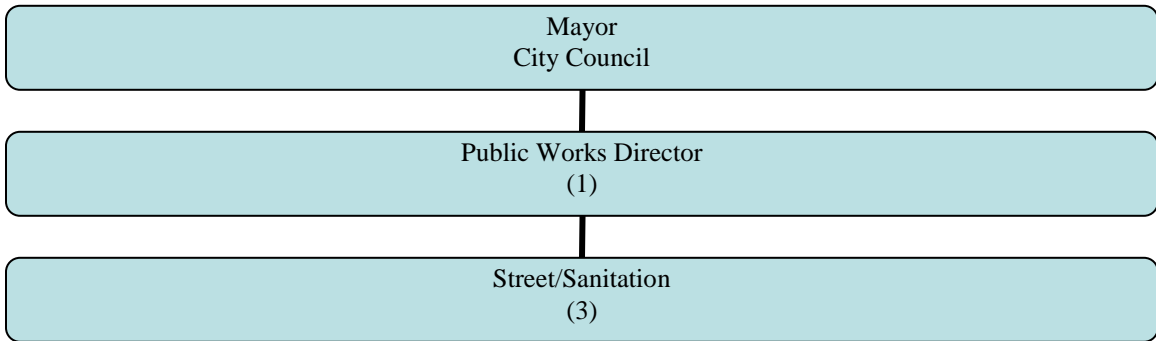 Mayor
City Council
Public Works Director
(1)
Street/Sanitation
(3)